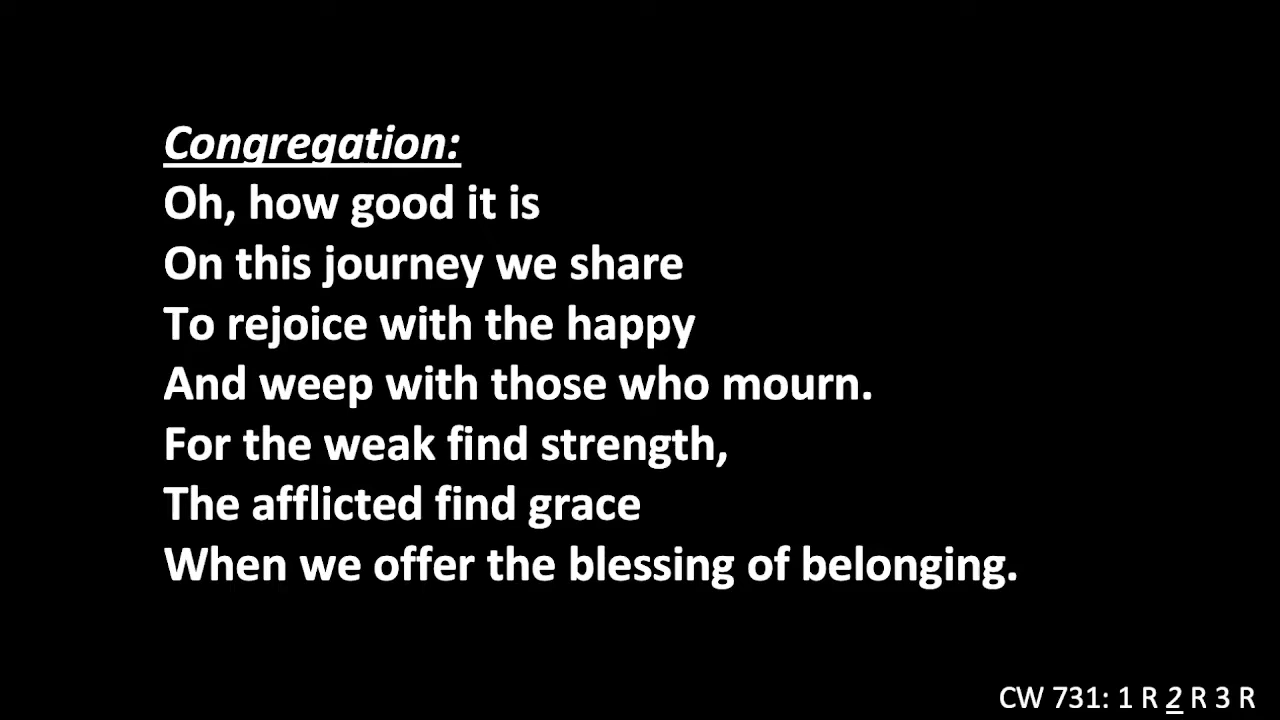 Congregation:
Oh, how good it is
On this journey we share
To rejoice with the happy
And weep with those who mourn.
For the weak find strength,
The afflicted find grace
When we offer the blessing of belonging.
CW 731: 1 R 2 R 3 R